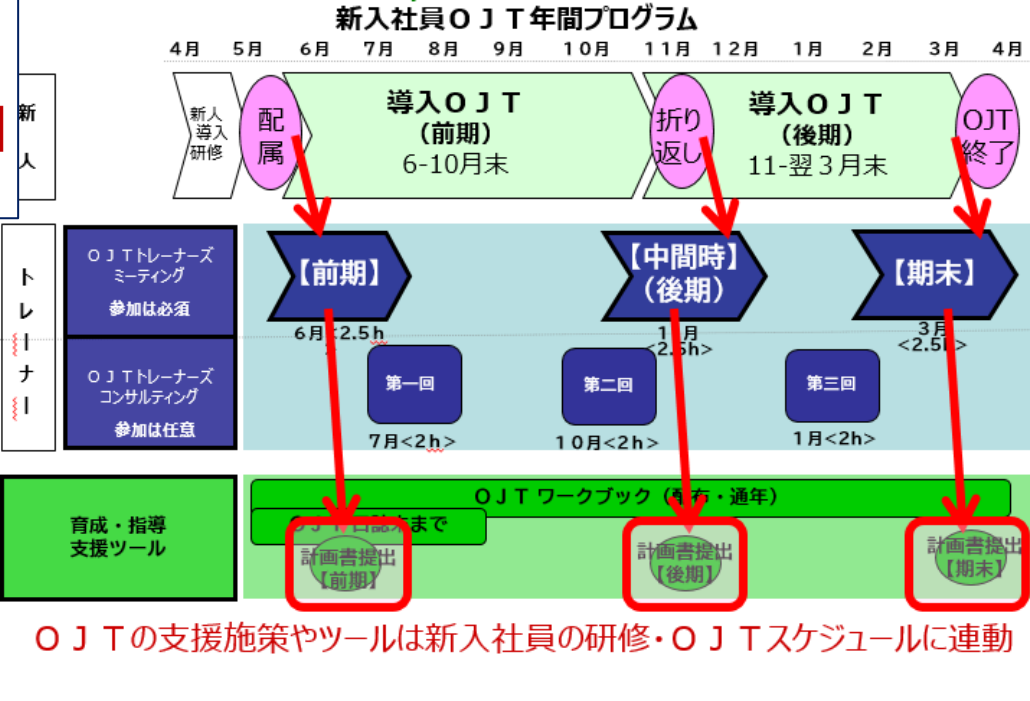 新入社員ＯＪＴ年間プログラム
4月 5月 6月 7月 8月 9月 10月 11月 12月 1月 2月 3月 4月
新人
新人
導入
研修
配属
導入ＯＪＴ
（前期）
6-10月末
折り
返し
導入ＯＪＴ
（後期）
11-翌３月末
OJT
終了
トレーナー
ＯＪＴトレーナーズ
ミーティング
参加は必須
【前期】
6月<2.5h
【中間時】
（後期）
月
<2.5h>
【期末】
3月
<2.5h>
ＯＪＴトレーナーズ
コンサルティング
参加は任意
第一回
7月<2h>
第二回
10月<2h>
第三回
1月<2h>
育成・指導
支援ツール
ＯＪＴ ワークブック（配布・通年）
まで
計画書提出
【前期】
計画書提出
【後期】
計画書提出
【期末】
ＯＪＴの支援施策やツールは新入社員の研修・ＯＪＴスケジュールに連動